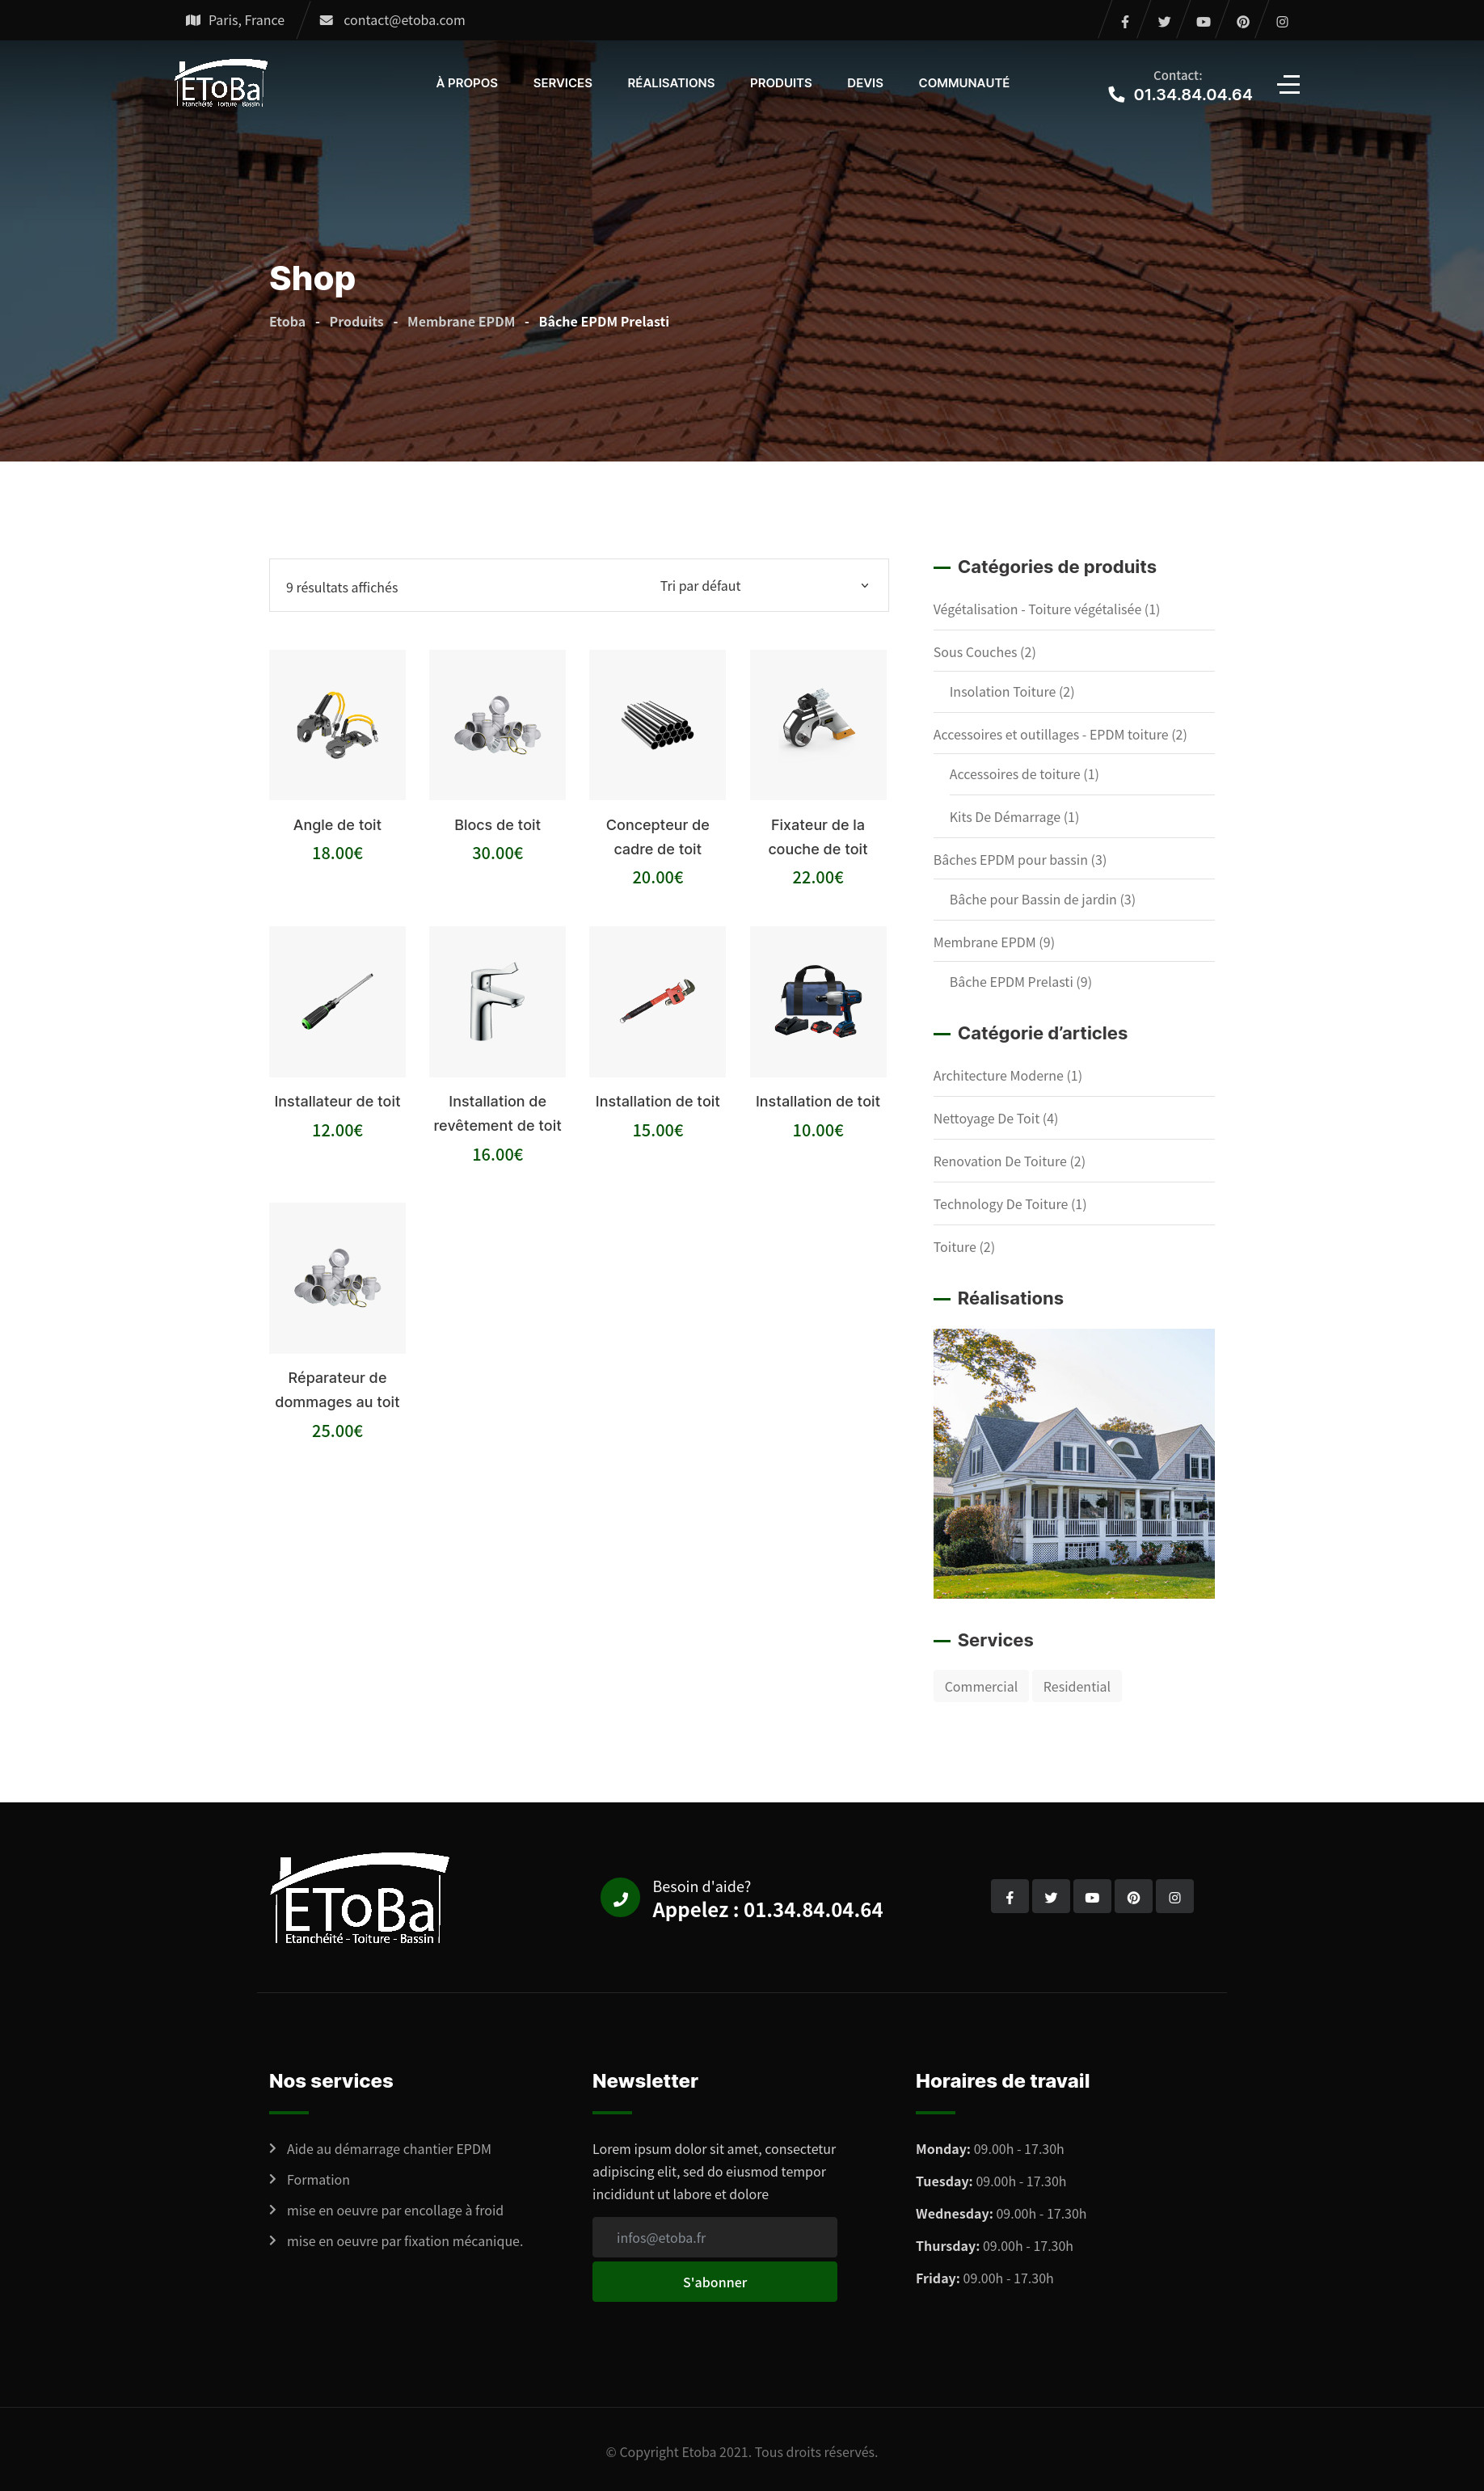 Paris, France
contact@etoba.com
EToBa
Etanchéité Toiture Bassin
À PROPOS
SERVICES
RÉALISATIONS
PRODUITS
DEVIS
COMMUNAUTÉ
Contact:
01.34.84.04.64
Shop
Etoba - Produits - Membrane EPDM - Bâche EPDM Prelasti
9 résultats affichés
Tri par défaut
Angle de toit
18.00€
Blocs de toit
30.00€
Concepteur de
cadre de toit
20.00€
Fixateur de la
couche de toit
22.00€
Installateur de toit
12.00€
Installation de
revêtement de toit
16.00€
Installation de toit
15.00€
Installation de toit
10.00€
Réparateur de
dommages au toit
25.00€
Catégories de produits
Végétalisation - Toiture végétalisée (1)
Sous Couches (2)
Insolation Toiture (2)
Accessoires et outillages - EPDM toiture (2)
Accessoires de toiture (1)
Kits De Démarrage (1)
Bâches EPDM pour bassin (3)
Bâche pour Bassin de jardin (3)
Membrane EPDM (9)
Bâche EPDM Prelasti (9)
Catégorie d’articles
Architecture Moderne (1)
Nettoyage De Toit (4)
Renovation De Toiture (2)
Technology De Toiture (1)
Toiture (2)
Réalisations
Services
Commercial
Residential
EToBa
Etanchéité - Toiture - Bassin
Besoin d'aide?
Appelez : 01.34.84.04.64
Nos services
Aide au démarrage chantier EPDM
Formation
mise en oeuvre par encollage à froid
mise en oeuvre par fixation mécanique.
Newsletter
Lorem ipsum dolor sit amet, consectetur
adipiscing elit, sed do eiusmod tempor
incididunt ut labore et dolore
infos@etoba.fr
S'abonner
Horaires de travail
Monday: 09.00h - 17.30h
Tuesday: 09.00h - 17.30h
Wednesday: 09.00h - 17.30h
Thursday: 09.00h - 17.30h
Friday: 09.00h - 17.30h
© Copyright Etoba 2021. Tous droits réservés.